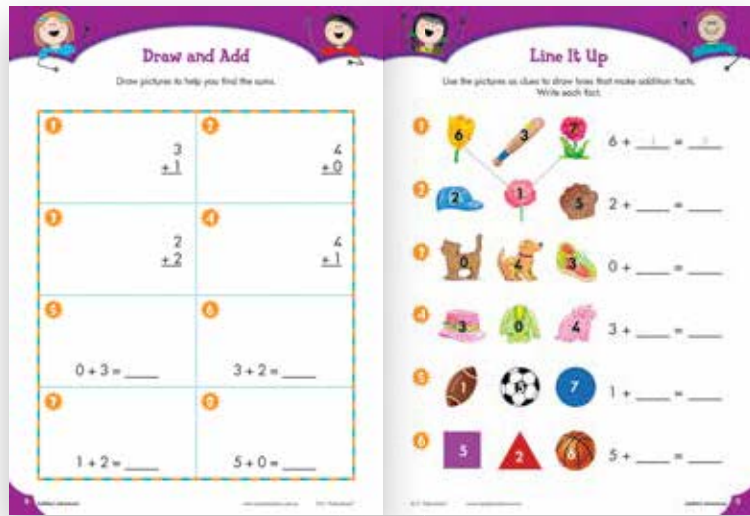 Draw and Add
Draw pictures to help you find the sums.
1
2
3
+ 1
4
+ 0
4
2
+ 2
4
+ 1
5
6
0 + 3 = ____
3 + 2 = ____
7
1 + 2 = ____
5 + 0 = ____
Line It Up
Use the pictures as clues to draw lines that make addition facts.
Write each fact.
1
6
3
7
6 + 1 = ____
2
2
1
5
2 + ____ = ____
0
4
3
0 + ____ = ____
4
3
0
4
3 + ____ = ____
5
1
7
1 + ____ = ____
6
5
2
6
5 + ____ = ____